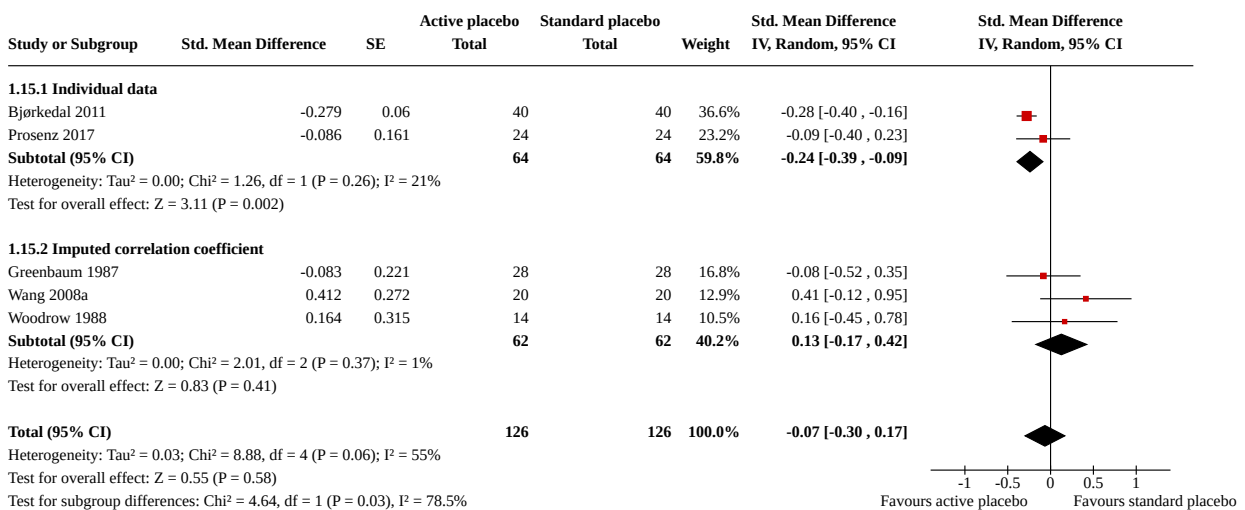 Active placebo Standard placebo Std. Mean Difference Std. Mean Difference
Study or Subgroup Std. Mean Difference SE Total Total Weight IV, Random, 95% CI IV, Random, 95% CI
1.15.1 Individual data
Bjørkedal 2011 -0.279 0.06 40 40 36.6% -0.28 [-0.40 , -0.16]
Prosenz 2017 -0.086 0.161 24 24 23.2% -0.09 [-0.40 , 0.23]
Subtotal (95% CI) 64 64 59.8% -0.24 [-0.39 , -0.09]
Heterogeneity: Tau² = 0.00; Chi² = 1.26, df = 1 (P = 0.26); I² = 21%
Test for overall effect: Z = 3.11 (P = 0.002)
1.15.2 Imputed correlation coefficient
Greenbaum 1987 -0.083 0.221 28 28 16.8% -0.08 [-0.52 , 0.35]
Wang 2008a 0.412 0.272 20 20 12.9% 0.41 [-0.12 , 0.95]
Woodrow 1988 0.164 0.315 14 14 10.5% 0.16 [-0.45 , 0.78]
Subtotal (95% CI) 62 62 40.2% 0.13 [-0.17 , 0.42]
Heterogeneity: Tau² = 0.00; Chi² = 2.01, df = 2 (P = 0.37); I² = 1%
Test for overall effect: Z = 0.83 (P = 0.41)
Total (95% CI) 126 126 100.0% -0.07 [-0.30 , 0.17]
Heterogeneity: Tau² = 0.03; Chi² = 8.88, df = 4 (P = 0.06); I² = 55%
Test for overall effect: Z = 0.55 (P = 0.58)
-1 -0.5 0 0.5 1
Test for subgroup differences: Chi² = 4.64, df = 1 (P = 0.03), I² = 78.5%
Favours active placebo Favours standard placebo